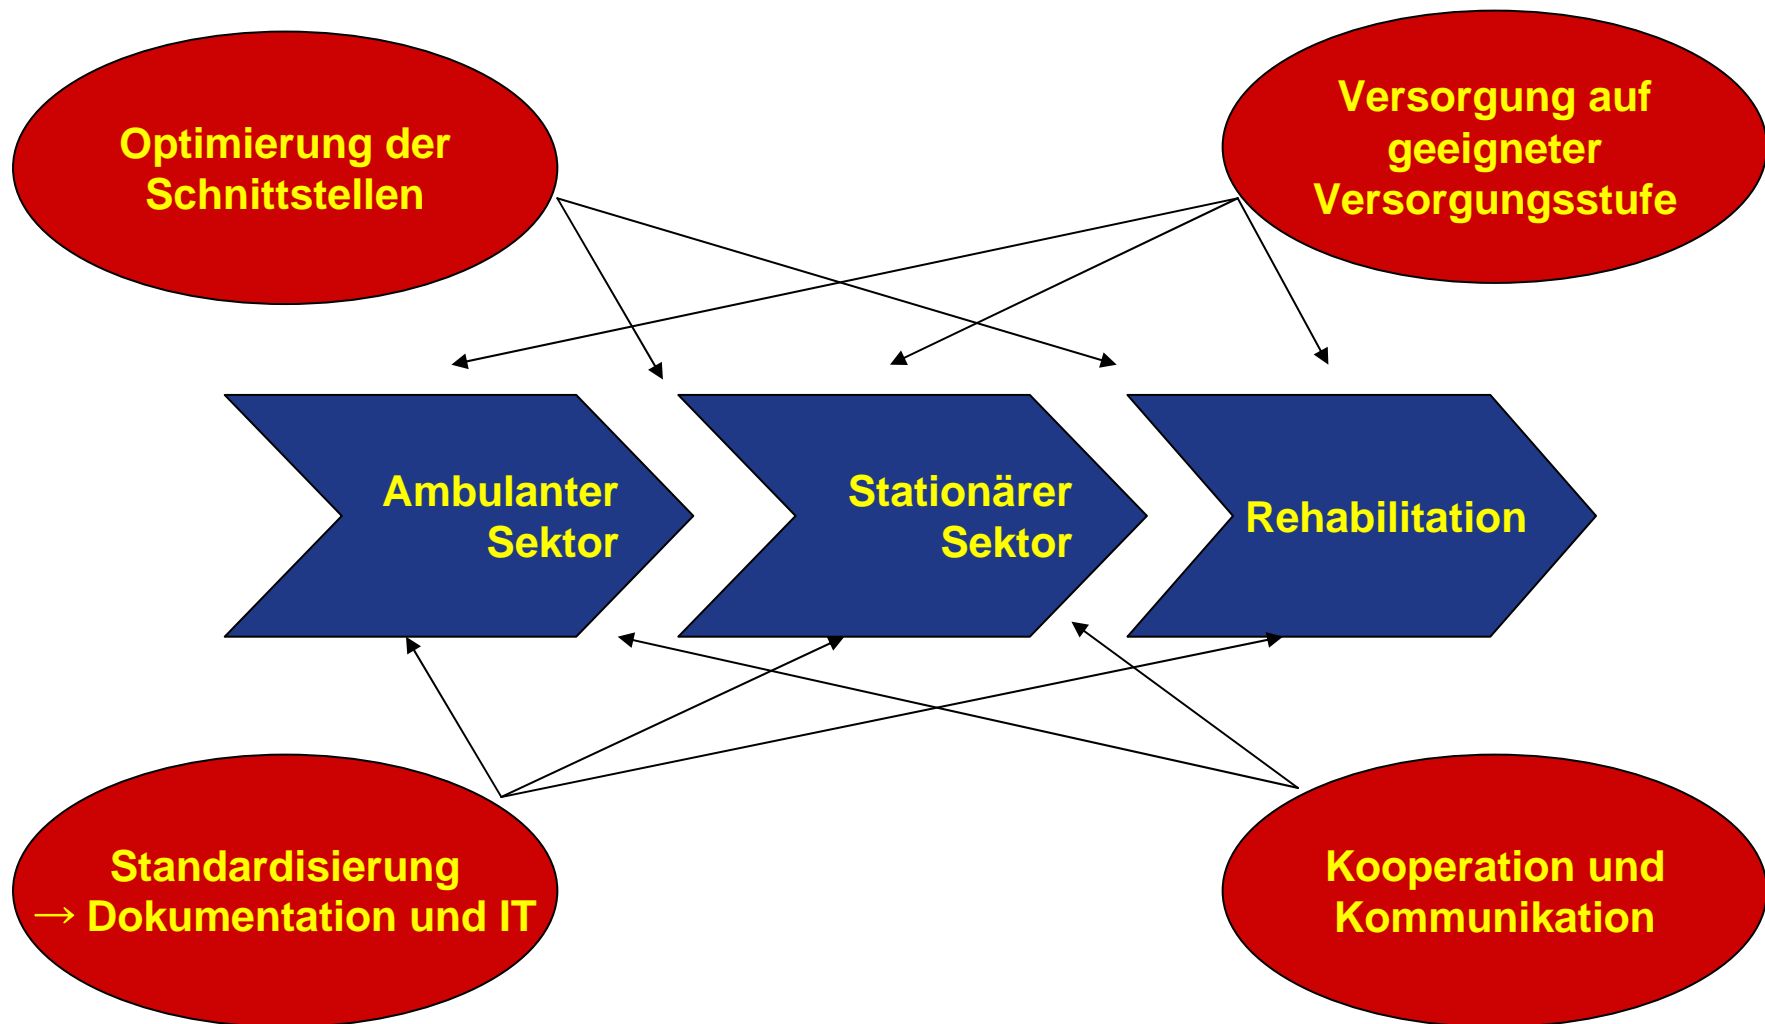 Optimierung der
Schnittstellen
Versorgung auf
geeigneter
Versorgungsstufe
Ambulanter
Sektor
Stationärer
Sektor
Rehabilitation
Standardisierung
→ Dokumentation und IT
Kooperation und
Kommunikation